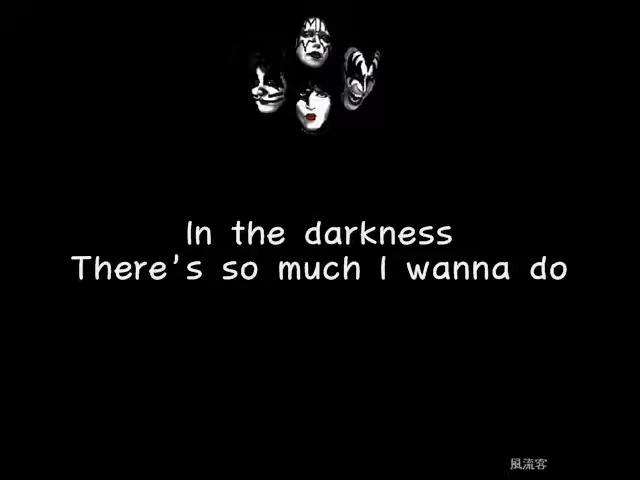 In the darkness
There's so much I wanna do
風流客